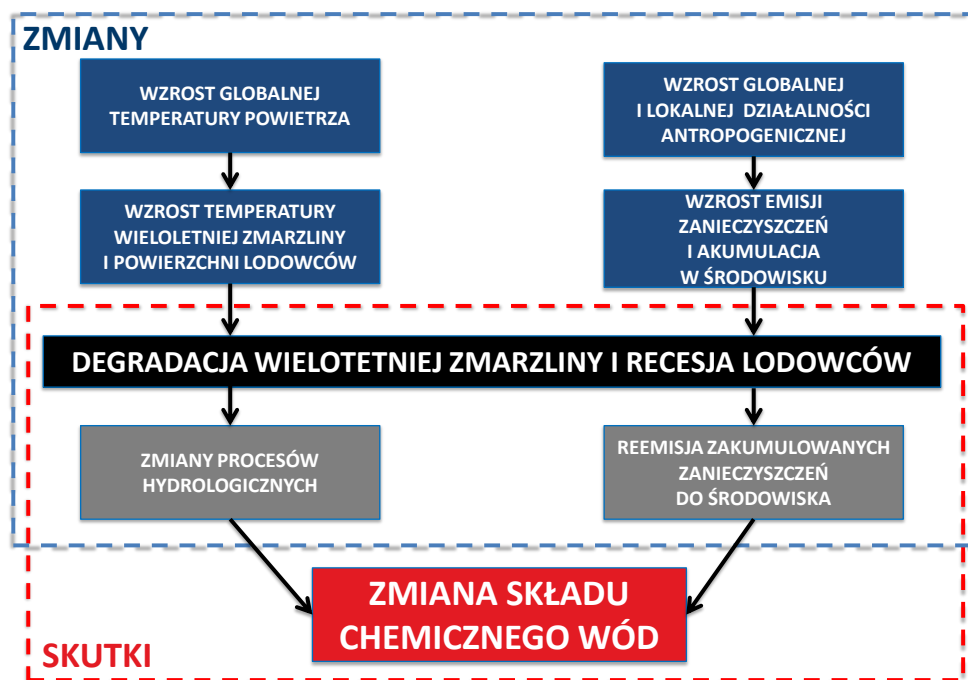 ZMIANY
WZROST GLOBALNEJ
TEMPERATURY POWIETRZA
WZROST GLOBALNEJ
I LOKALNEJ DZIAŁALNOŚCI
ANTROPOGENICZNEJ
WZROST TEMPERATURY
WIELOLETNIEJ ZMARZLINY
I POWIERZCHNI LODOWCÓW
WZROST EMISJI
ZANIECZYSZCZEŃ
I AKUMULACJA
W ŚRODOWISKU
DEGRADACJA WIELOTETNIEJ ZMARZLINY I RECESJA LODOWCÓW
ZMIANY PROCESÓW
HYDROLOGICZNYCH
REEMISJA ZAKUMULOWANYCH
ZANIECZYSZCZEŃ
DO ŚRODOWISKA
ZMIANA SKŁADU
CHEMICZNEGO WÓD
SKUTKI